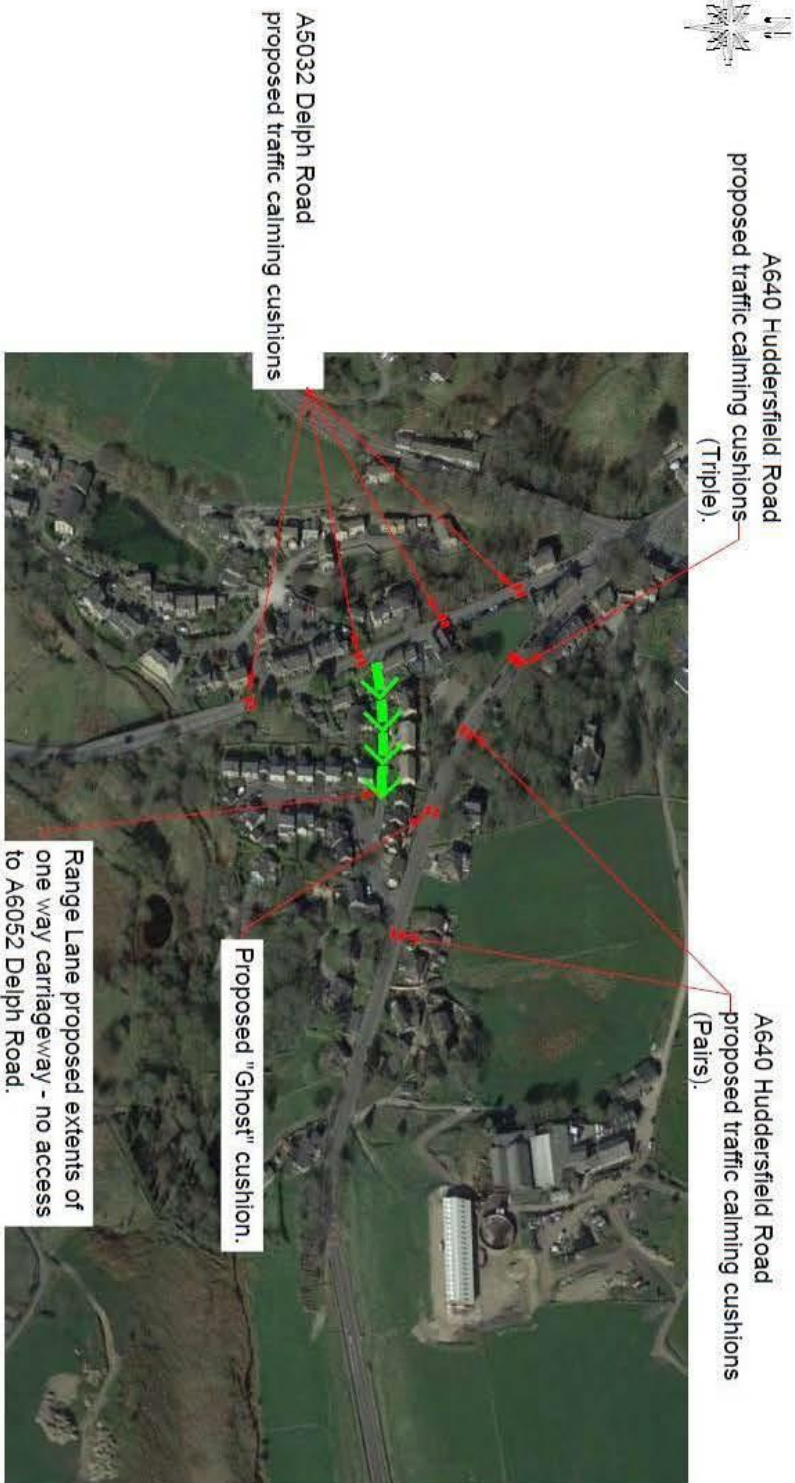 A640 Huddersfield Road
proposed traffic calming cushions
(Triple).
A640 Huddersfield Road
proposed traffic calming cushions
(Pairs).
A5032 Delph Road
proposed traffic calming cushions
Proposed "Ghost" cushion.
Range Lane proposed extents of
one way carriageway - no access
to A6052 Delph Road.